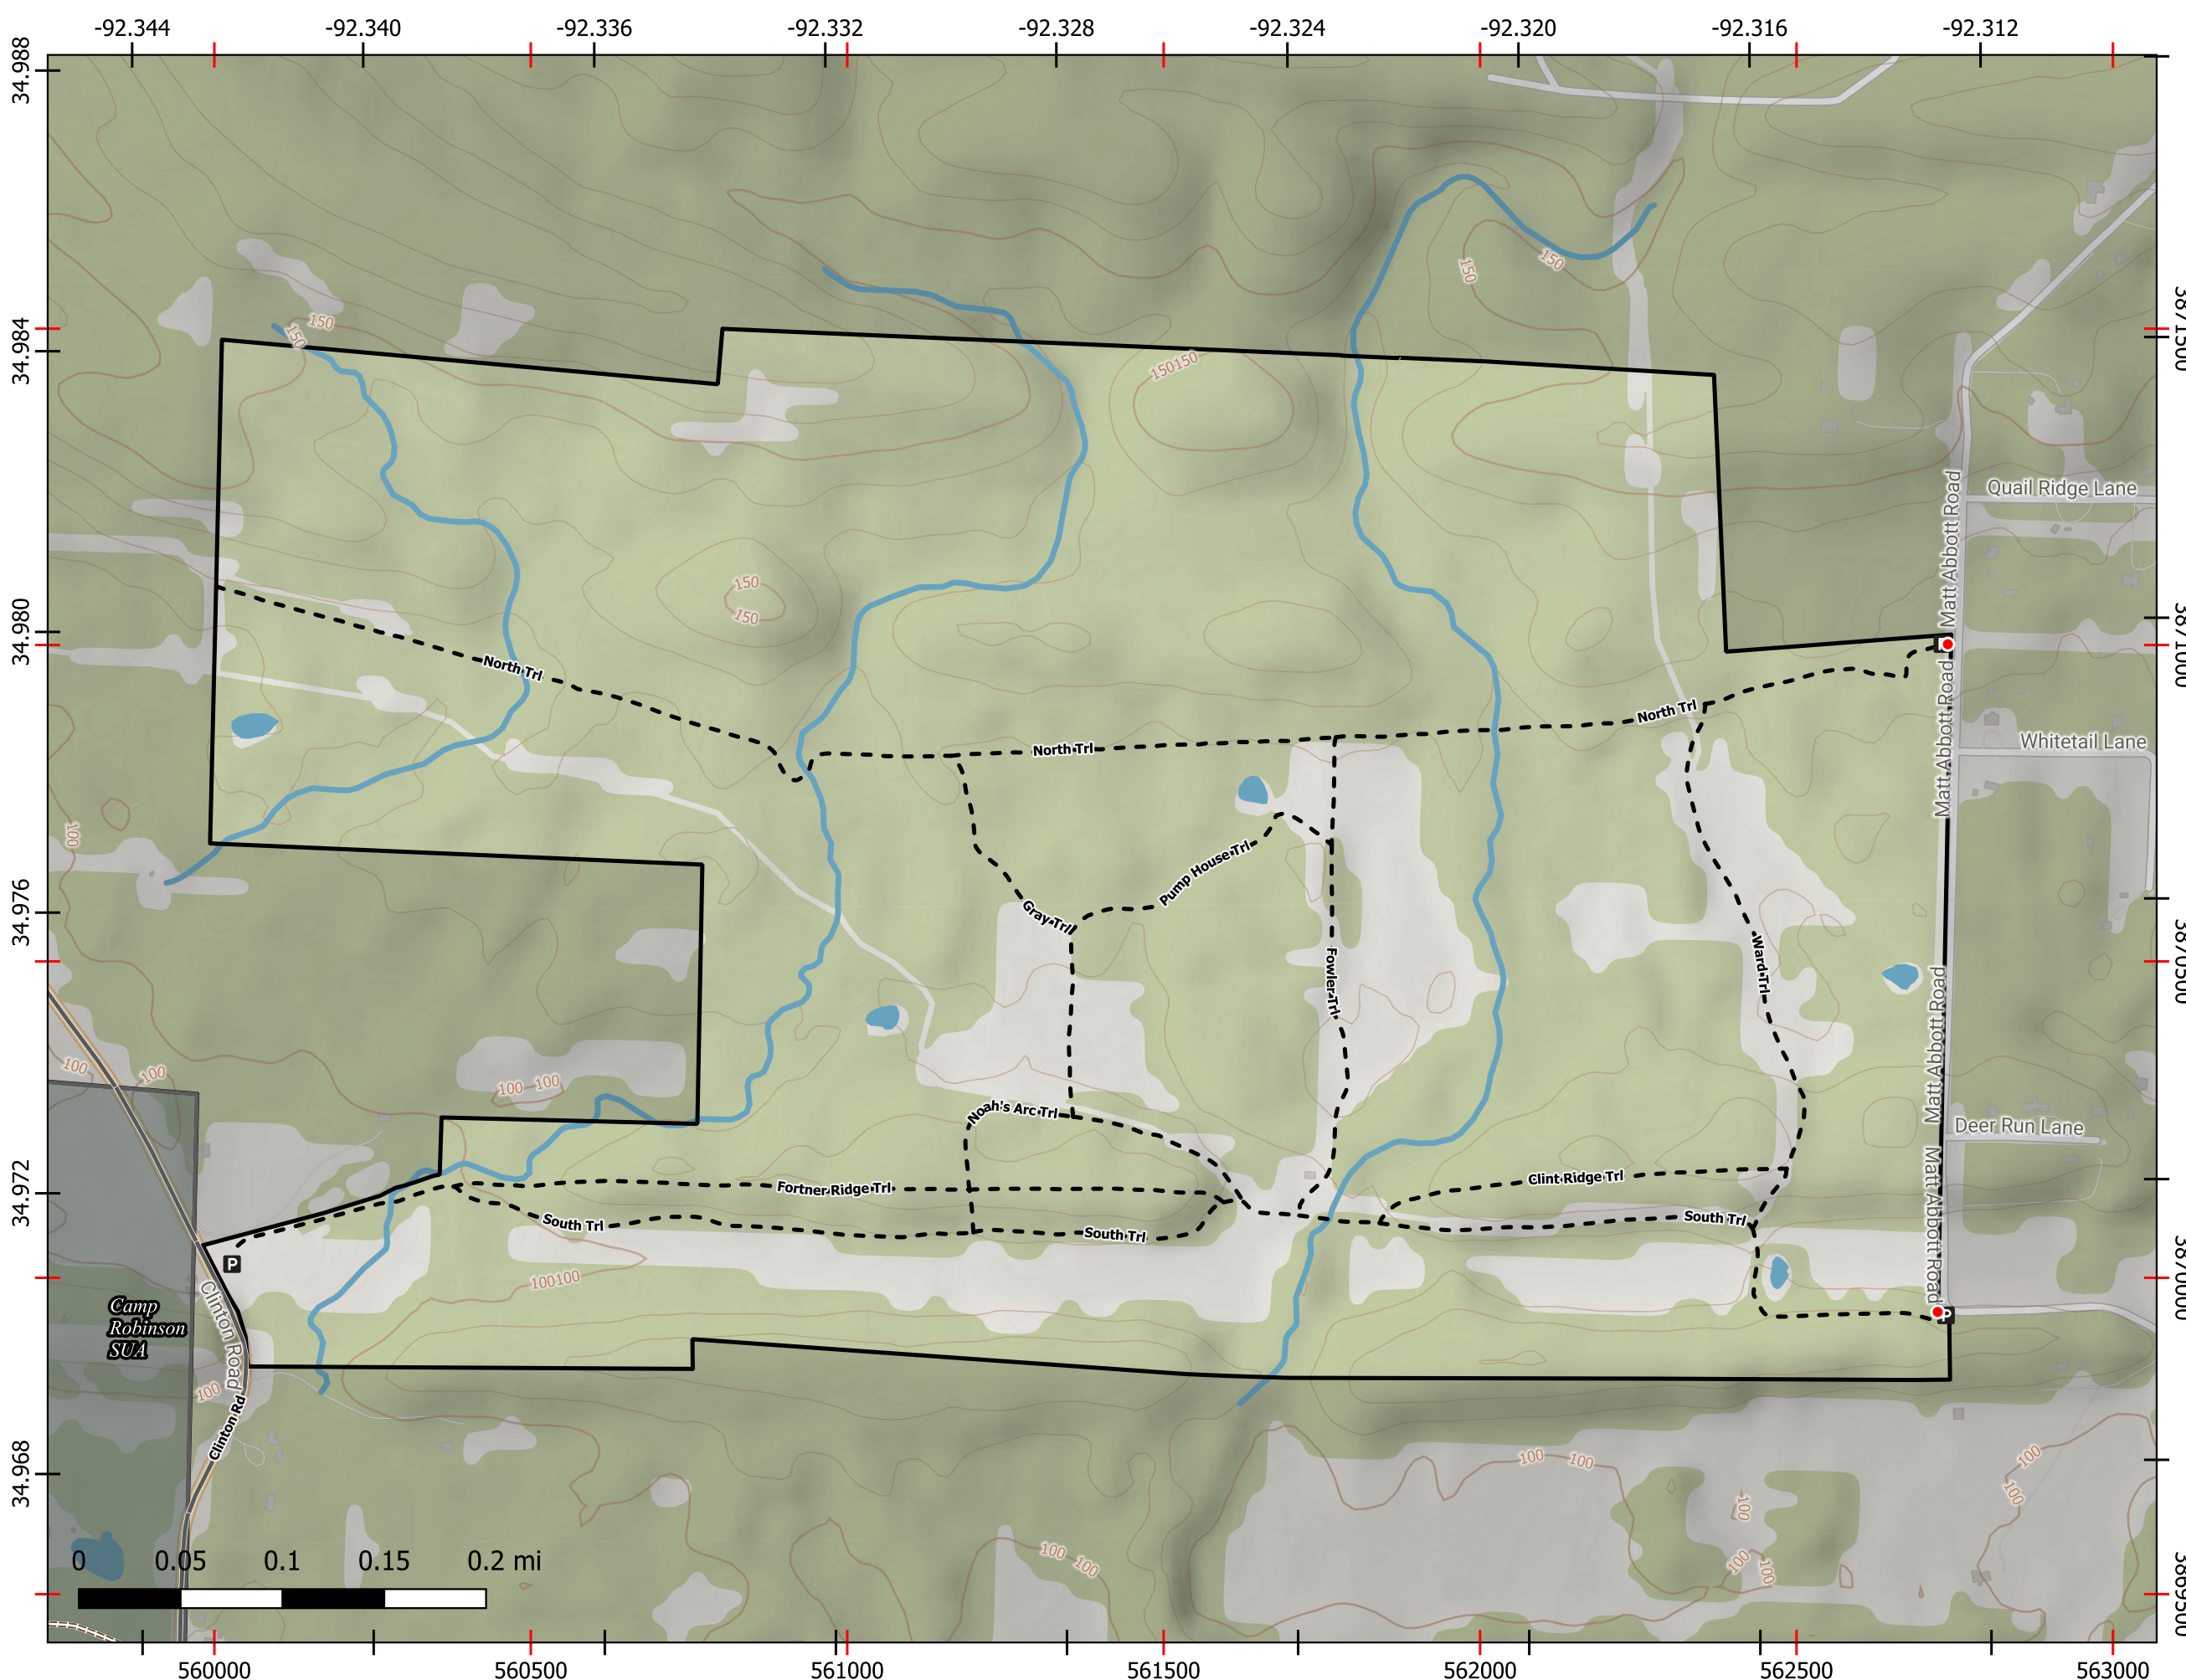 -92.344 -92.340 -92.336 -92.332 -92.328 -92.324 -92.320 -92.316 -92.312
34.988
34.984
34.980
34.976
34.972
34.968
3871500
3871000
3870500
3870000
3869500
150
150
150
150
150150
Quail Ridge Lane
Matt Abbott Road
150
150
North Trl
Matt Abbott Road
North Trl
North Trl
Whitetail Lane
100
Pump House Trl
Gray Trl
Ward Trl
Fowler Trl
Matt Abbott Road
100
100
100 100
Noah's Arc Trl
Deer Run Lane
Matt Abbott Road
Fortner Ridge Trl
Clint Ridge Trl
South Trl
South Trl
South Trl
P
100100
Clinton Road
Camp
Robinson
SUA
P
100
Clinton Rd
100 100
100
100
100
100 100
100
100
0 0.05 0.1 0.15 0.2 mi
560000 560500 561000 561500 562000 562500 563000